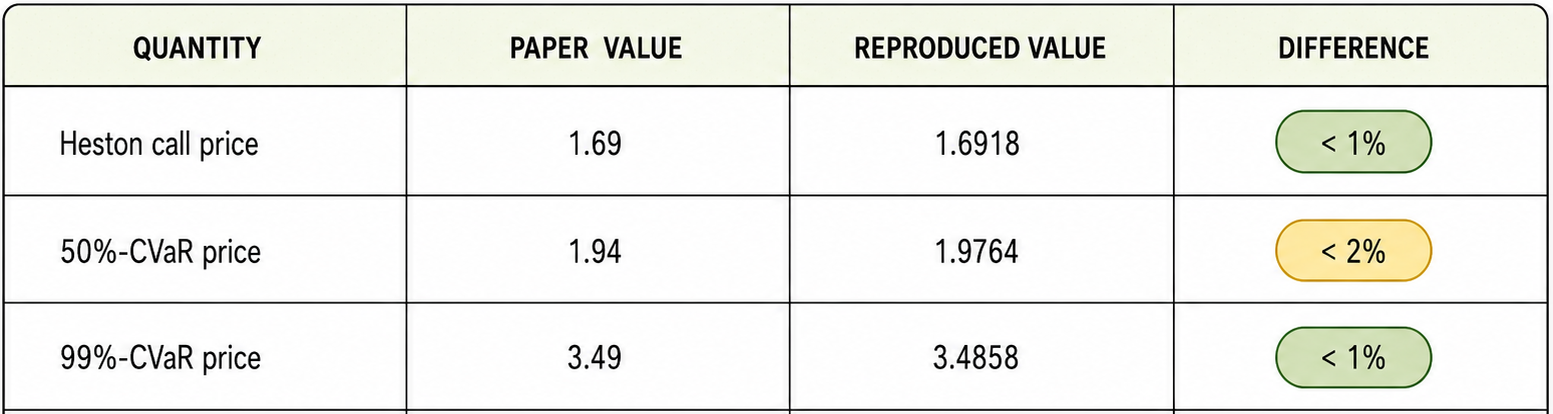 QUANTITY PAPER VALUE REPRODUCED VALUE DIFFERENCE
Heston call price 1.69 1.6918 < 1%
50%-CVaR price 1.94 1.9764 < 2%
99%-CVaR price 3.49 3.4858 < 1%